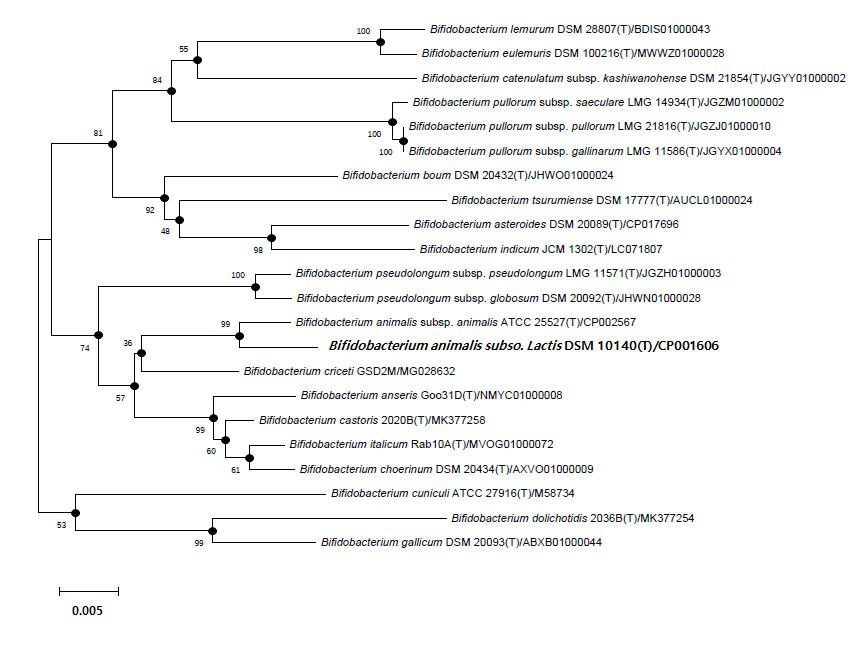 Bifidobacterium lemurum DSM 28807(T)/BDIS01000043
100
55
Bifidobacterium eulemuris DSM 100216(T)/MWWZ01000028
84
Bifidobacterium catenulatum subsp. kashiwanohense DSM 21854(T)/JGYY01000002
Bifidobacterium pullorum subsp. saeculare LMG 14934(T)/JGZM01000002
81
100
Bifidobacterium pullorum subsp. pullorum LMG 21816(T)/JGZJ01000010
100
Bifidobacterium pullorum subsp. gallinarum LMG 11586(T)/JGYX01000004
Bifidobacterium boum DSM 20432(T)/JHWO01000024
92
Bifidobacterium tsurumiense DSM 17777(T)/AUCL01000024
48
Bifidobacterium asteroides DSM 20089(T)/CP017696
98
Bifidobacterium indicum JCM 1302(T)/LC071807
100
Bifidobacterium pseudolongum subsp. pseudolongum LMG 11571(T)/JGZH01000003
Bifidobacterium pseudolongum subsp. globosum DSM 20092(T)/JHWN01000028
99
Bifidobacterium animalis subsp. animalis ATCC 25527(T)/CP002567
74
36
Bifidobacterium animalis subso. Lactis DSM 10140(T)/CP001606
Bifidobacterium criceti GSD2M/MG028632
57
Bifidobacterium anseris Goo31D(T)/NMYC01000008
99
Bifidobacterium castoris 2020B(T)/MK377258
60
Bifidobacterium italicum Rab10A(T)/MVOG01000072
61
Bifidobacterium choerinum DSM 20434(T)/AXVO01000009
Bifidobacterium cuniculi ATCC 27916(T)/M58734
53
Bifidobacterium dolichotidis 2036B(T)/MK377254
99
Bifidobacterium gallicum DSM 20093(T)/ABXB01000044
0.005